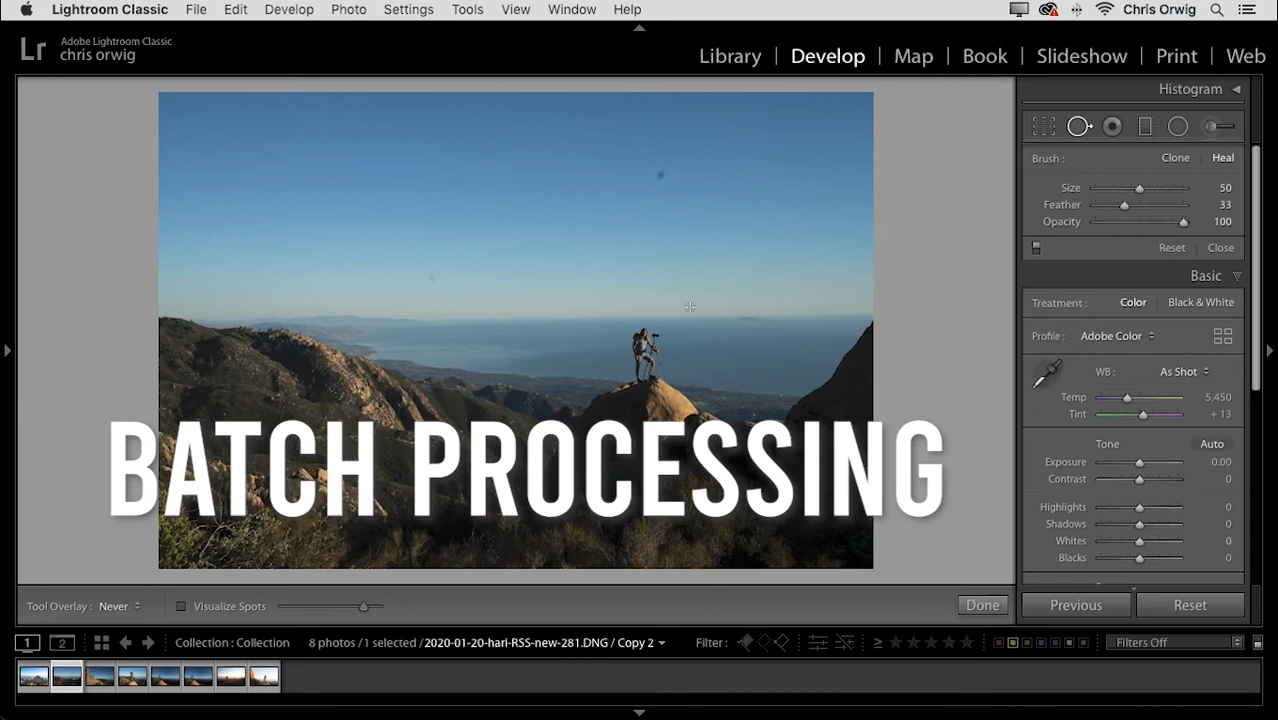 Lightroom Classic File Edit Develop Photo Settings Tools View Window Help Chris Orwig
Lr Adobe Lightroom Classic
chris orwig
Library | Develop | Map | Book | Slideshow | Print | Web
Histogram
Brush : Clone Heal
Size 50
Feather 33
Opacity 100
Reset Close
Basic
Treatment : Color Black & White
Profile : Adobe Color
WB : As Shot
Temp 5,450
Tint + 13
Tone Auto
Exposure 0.00
Contrast 0
Highlights 0
Shadows 0
Whites 0
Blacks 0
BATCH PROCESSING
Tool Overlay : Never Visualize Spots Done Previous Reset
1 2 Collection : Collection 8 photos / 1 selected / 2020-01-20-hari-RSS-new-281.DNG / Copy 2 Filter : ≥ Filters Off